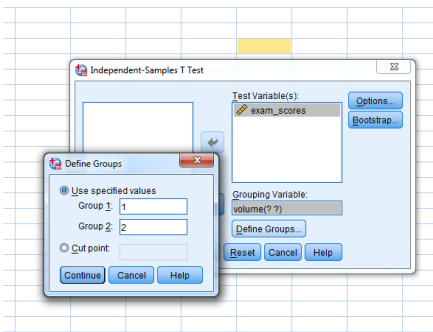 Independent-Samples T Test
Test Variable(s):
exam_scores
Options...
Bootstrap...
Grouping Variable:
volume(? ?)
Define Groups...
Reset Cancel Help
Define Groups
Use specified values
Group 1: 1
Group 2: 2
Cut point:
Continue Cancel Help